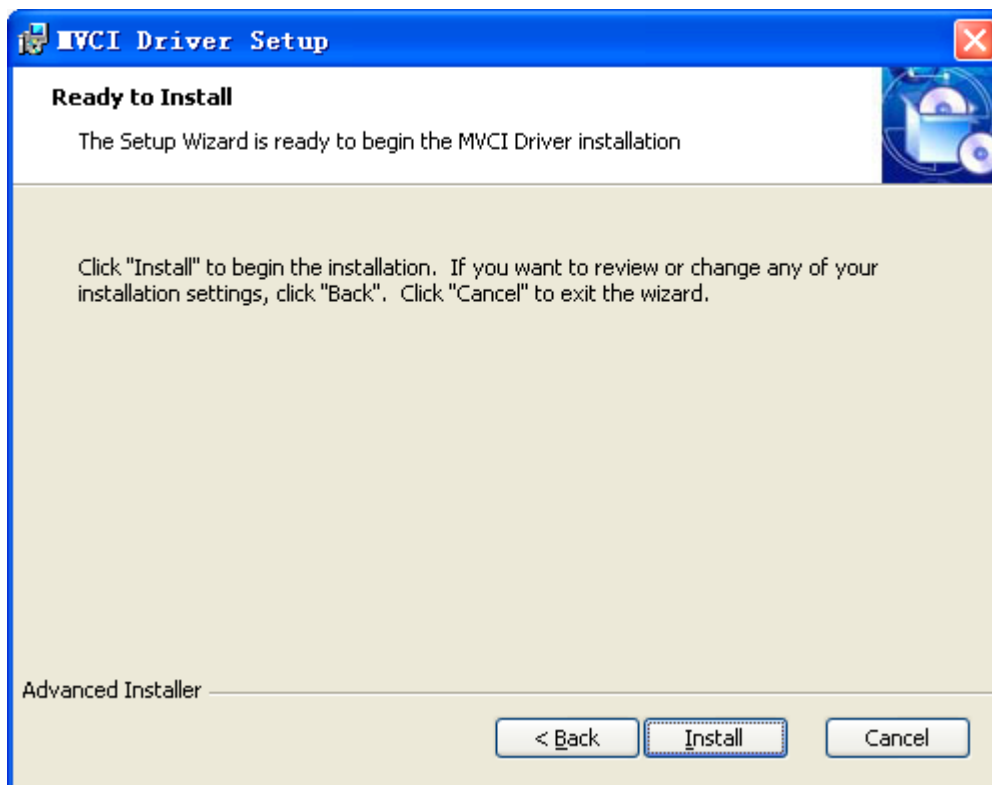 MVCI Driver Setup
Ready to Install
The Setup Wizard is ready to begin the MVCI Driver installation
Click "Install" to begin the installation.  If you want to review or change any of your
installation settings, click "Back".  Click "Cancel" to exit the wizard.
Advanced Installer
< Back
Install
Cancel